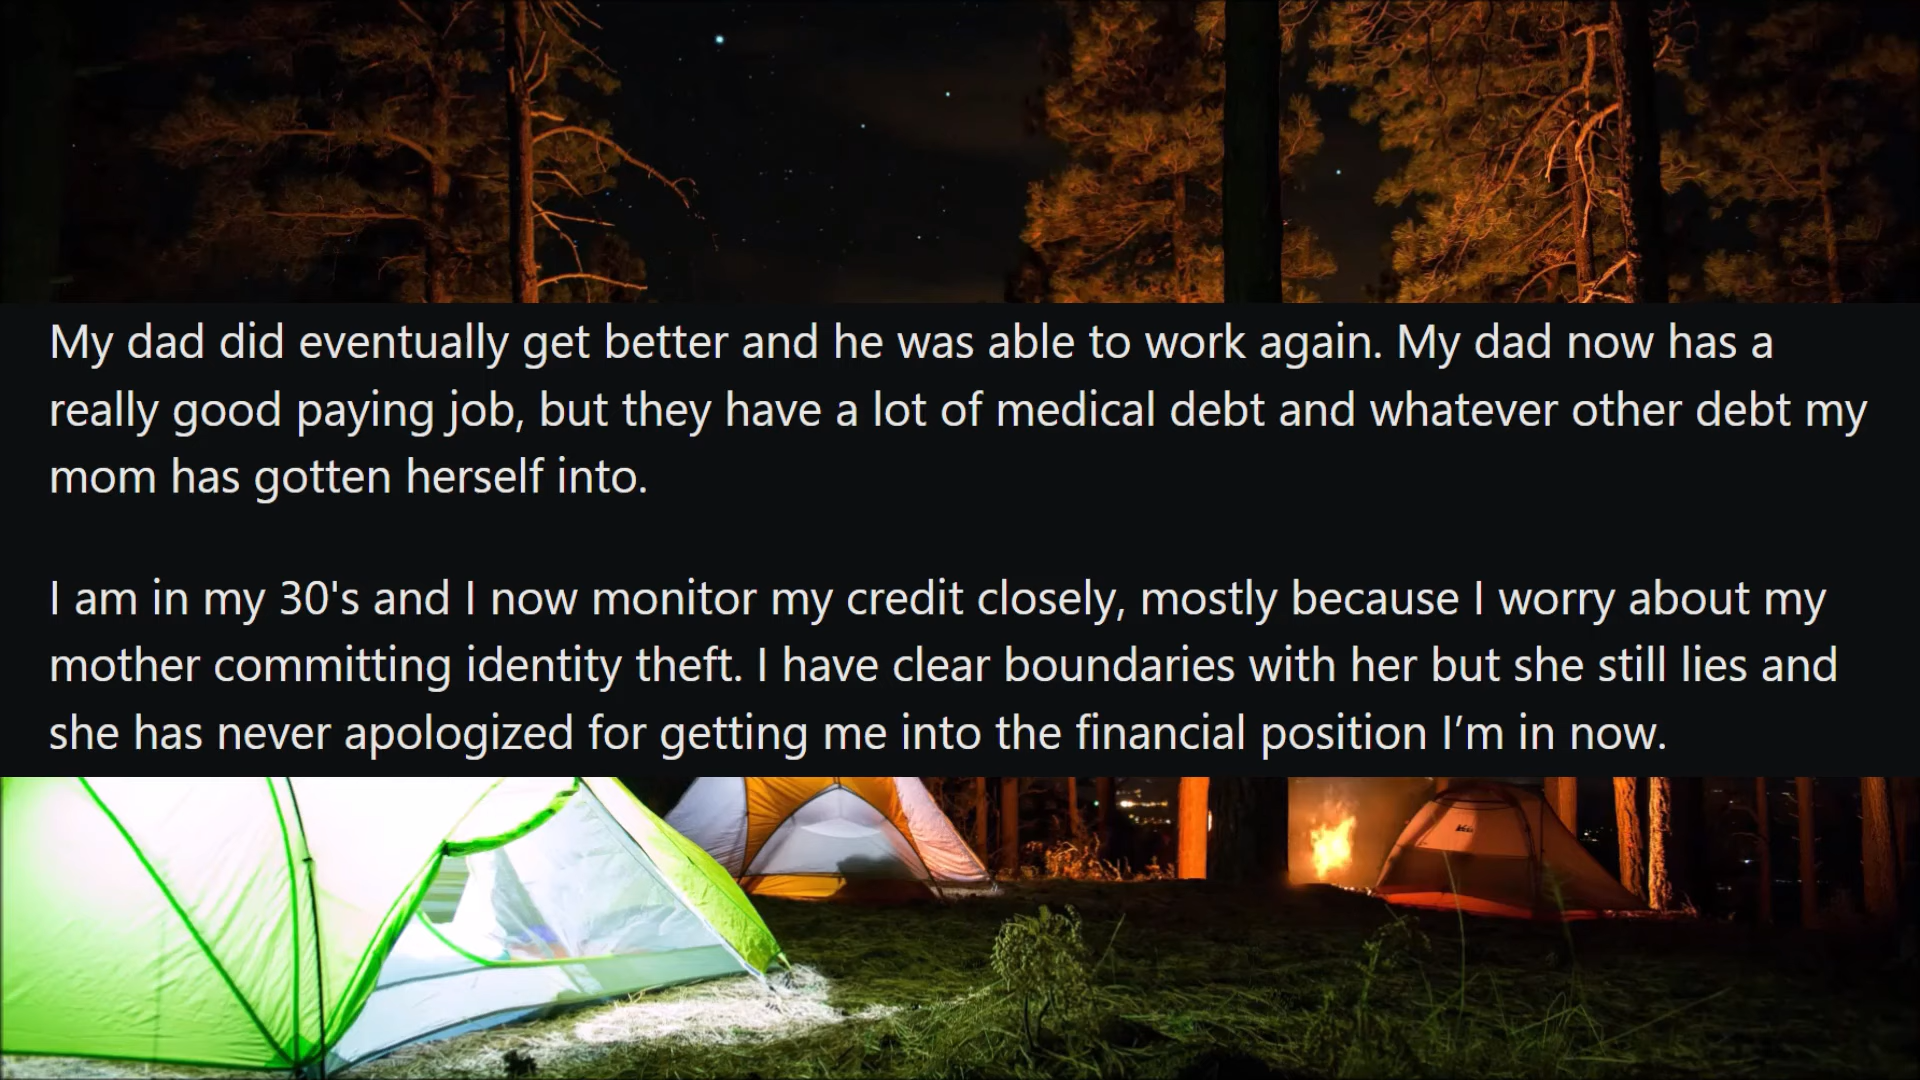 My dad did eventually get better and he was able to work again. My dad now has a
really good paying job, but they have a lot of medical debt and whatever other debt my
mom has gotten herself into.
I am in my 30's and I now monitor my credit closely, mostly because I worry about my
mother committing identity theft. I have clear boundaries with her but she still lies and
she has never apologized for getting me into the financial position I’m in now.